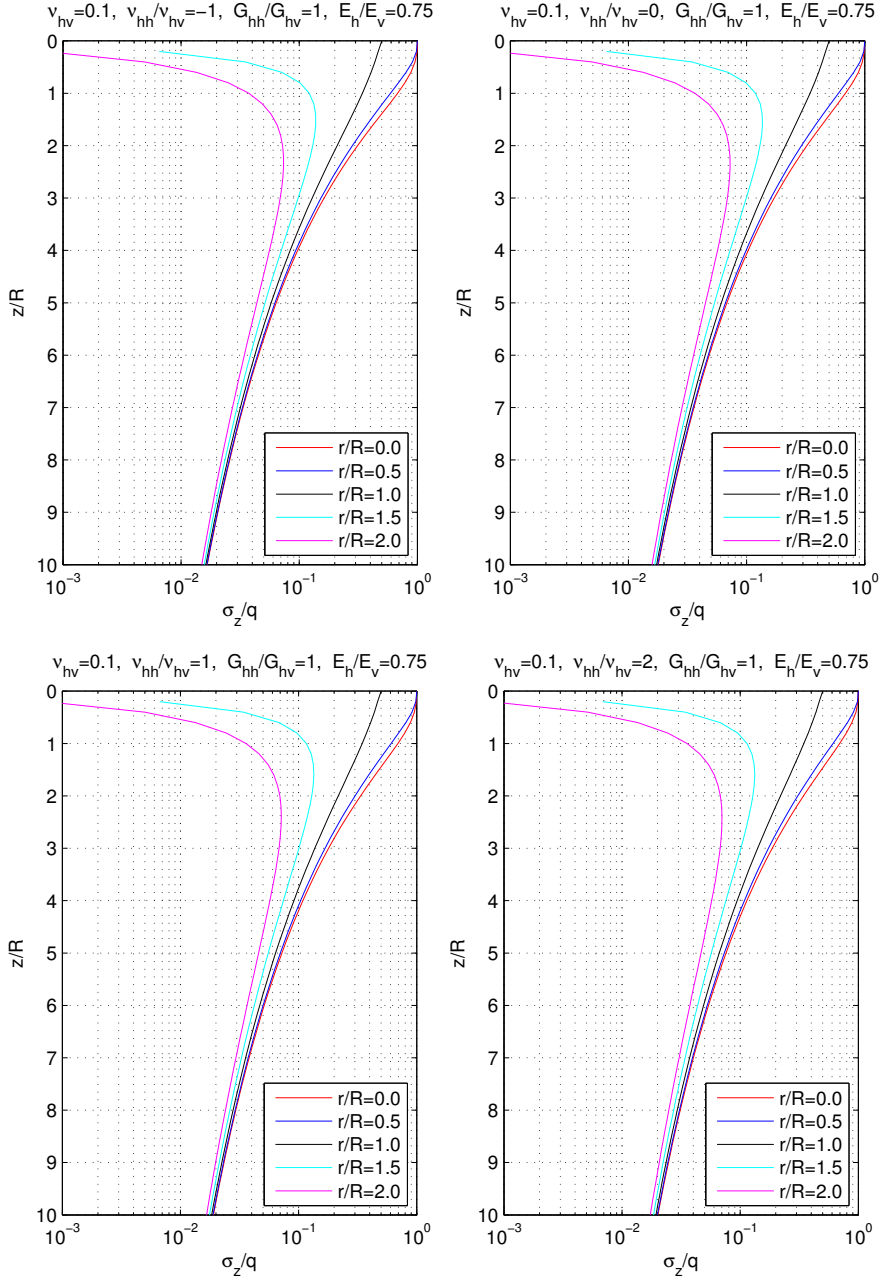 ν_hv=0.1, ν_hh/ν_hv=−1, G_hh/G_hv=1, E_h/E_v=0.75
0
1
2
3
4
5
6
7
8
9
10
z/R
r/R=0.0
r/R=0.5
r/R=1.0
r/R=1.5
r/R=2.0
10^−3 10^−2 10^−1 10^0
σ_z/q
ν_hv=0.1, ν_hh/ν_hv=0, G_hh/G_hv=1, E_h/E_v=0.75
0
1
2
3
4
5
6
7
8
9
10
z/R
r/R=0.0
r/R=0.5
r/R=1.0
r/R=1.5
r/R=2.0
10^−3 10^−2 10^−1 10^0
σ_z/q
ν_hv=0.1, ν_hh/ν_hv=1, G_hh/G_hv=1, E_h/E_v=0.75
0
1
2
3
4
5
6
7
8
9
10
z/R
r/R=0.0
r/R=0.5
r/R=1.0
r/R=1.5
r/R=2.0
10^−3 10^−2 10^−1 10^0
σ_z/q
ν_hv=0.1, ν_hh/ν_hv=2, G_hh/G_hv=1, E_h/E_v=0.75
0
1
2
3
4
5
6
7
8
9
10
z/R
r/R=0.0
r/R=0.5
r/R=1.0
r/R=1.5
r/R=2.0
10^−3 10^−2 10^−1 10^0
σ_z/q